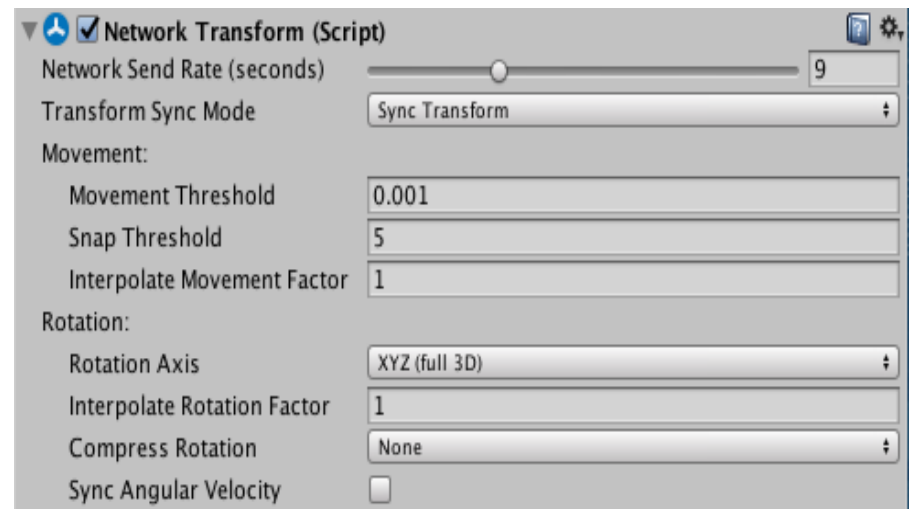 Network Transform (Script)
Network Send Rate (seconds) 9
Transform Sync Mode Sync Transform
Movement:
Movement Threshold 0.001
Snap Threshold 5
Interpolate Movement Factor 1
Rotation:
Rotation Axis XYZ (full 3D)
Interpolate Rotation Factor 1
Compress Rotation None
Sync Angular Velocity